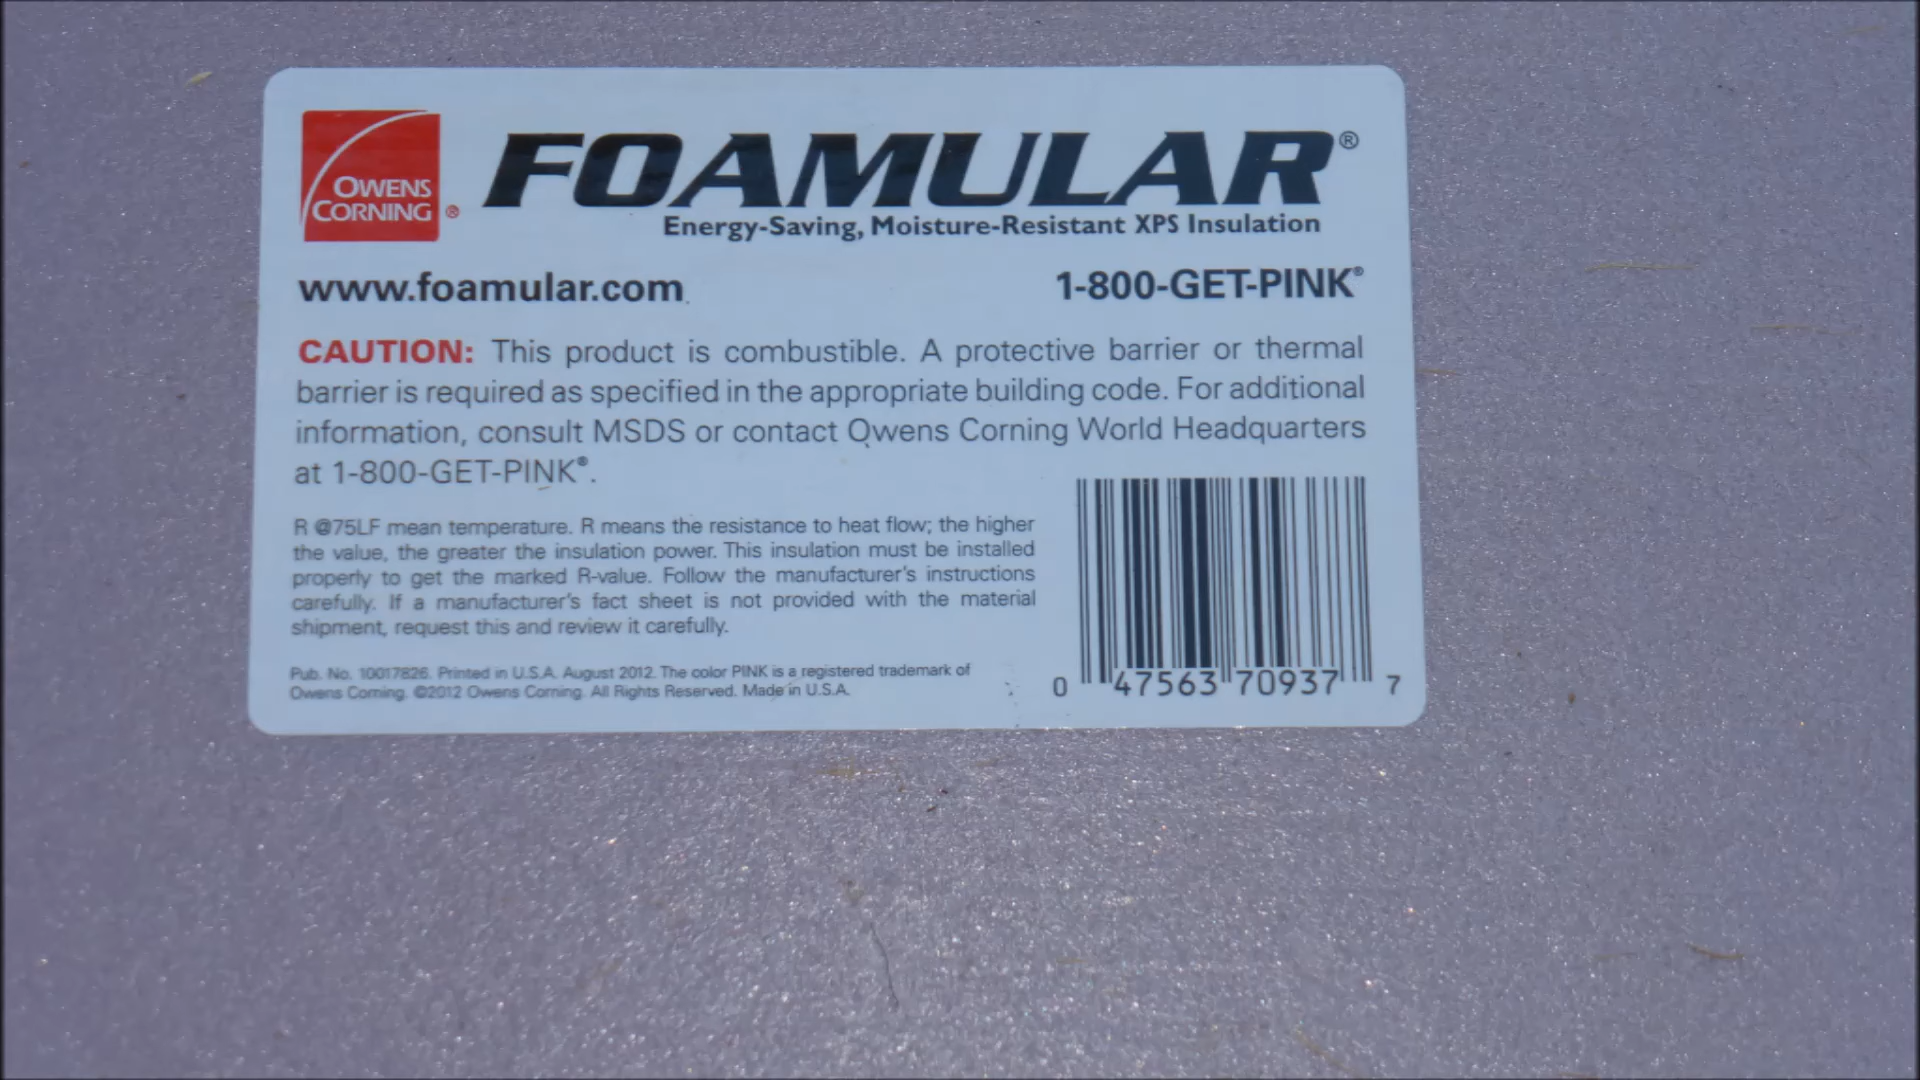 OWENS
CORNING ®
FOAMULAR®
Energy-Saving, Moisture-Resistant XPS Insulation
www.foamular.com
1-800-GET-PINK®
CAUTION: This product is combustible. A protective barrier or thermal
barrier is required as specified in the appropriate building code. For additional
information, consult MSDS or contact Owens Corning World Headquarters
at 1-800-GET-PINK®.
R @75LF mean temperature. R means the resistance to heat flow; the higher
the value, the greater the insulation power. This insulation must be installed
properly to get the marked R-value. Follow the manufacturer's instructions
carefully. If a manufacturer's fact sheet is not provided with the material
shipment, request this and review it carefully.
Pub. No. 10017826. Printed in U.S.A. August 2012. The color PINK is a registered trademark of
Owens Corning. ©2012 Owens Corning. All Rights Reserved. Made in U.S.A.
0 47563 70937 7